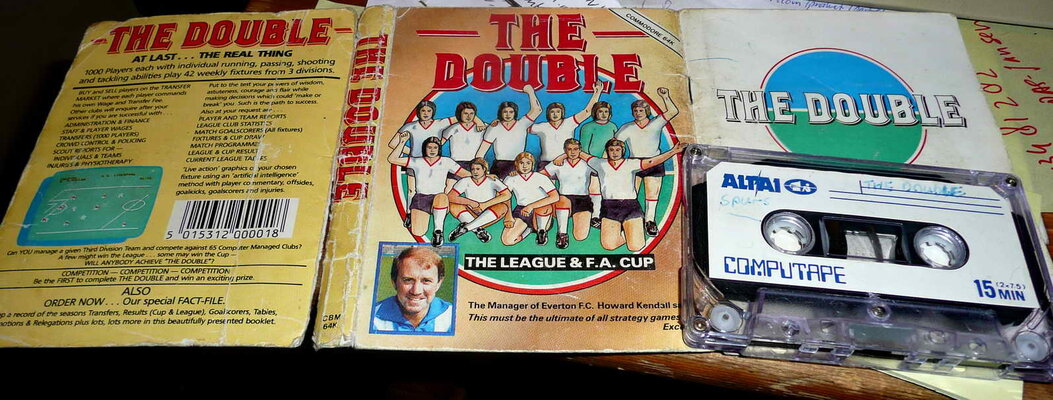 THE DOUBLE
AT LAST . . . THE REAL THING
1000 Players each with individual running, passing, shooting
and tackling abilities play 42 weekly fixtures from 3 divisions.
BUY and SELL players on the TRANSFER
MARKET where every player commands
his own Wage and Transfer Fee.
Other clubs will enquire after your
services if you are successful with . . .
ADMINISTRATION & FINANCE
STAFF & PLAYER WAGES
TRANSFERS (1000 PLAYERS)
CROWD CONTROL & POLICING
SCOUT REPORTS FOR —
INDIVIDUALS & TEAMS
INJURIES & PHYSIOTHERAPY
Put to the test your powers of wisdom,
astuteness, courage and flair while
making decisions which could 'make or
break' you. Such is the path to success.
Also at your request are —
PLAYER AND TEAM REPORTS
LEAGUE CLUB STATISTICS
MATCH GOALSCORERS (All fixtures)
FIXTURES & CUP DRAW
MATCH PROGRAMME
LEAGUE & CUP RESULTS
CURRENT LEAGUE TABLES
'Live action' graphics of your chosen
fixture using an 'artificial intelligence'
method with player commentary, offsides,
goalkicks, goalscorers and injuries.
5 015312 000018
Can YOU manage a given Third Division Team and compete against 65 Computer Managed Clubs?
A few might win the League . . . some may win the Cup —
WILL ANYBODY ACHIEVE 'THE DOUBLE'?
COMPETITION — COMPETITION — COMPETITION
Be the FIRST to complete THE DOUBLE and win an exciting prize.
ALSO
ORDER NOW . . . Our special FACT-FILE.
a record of the seasons Transfers, Results (Cup & League), Goalscorers, Tables,
& Relegations plus lots, lots more in this beautifully presented booklet.
THE DOUBLE
CBM
64K
COMMODORE 64K
THE
DOUBLE
THE LEAGUE & F.A. CUP
The Manager of Everton F.C. Howard Kendall
This must be the ultimate of all strategy games
THE DOUBLE
ALTAI
THE DOUBLE
SPURS
COMPUTAPE
15 (2×7.5)
MIN
24 81 202